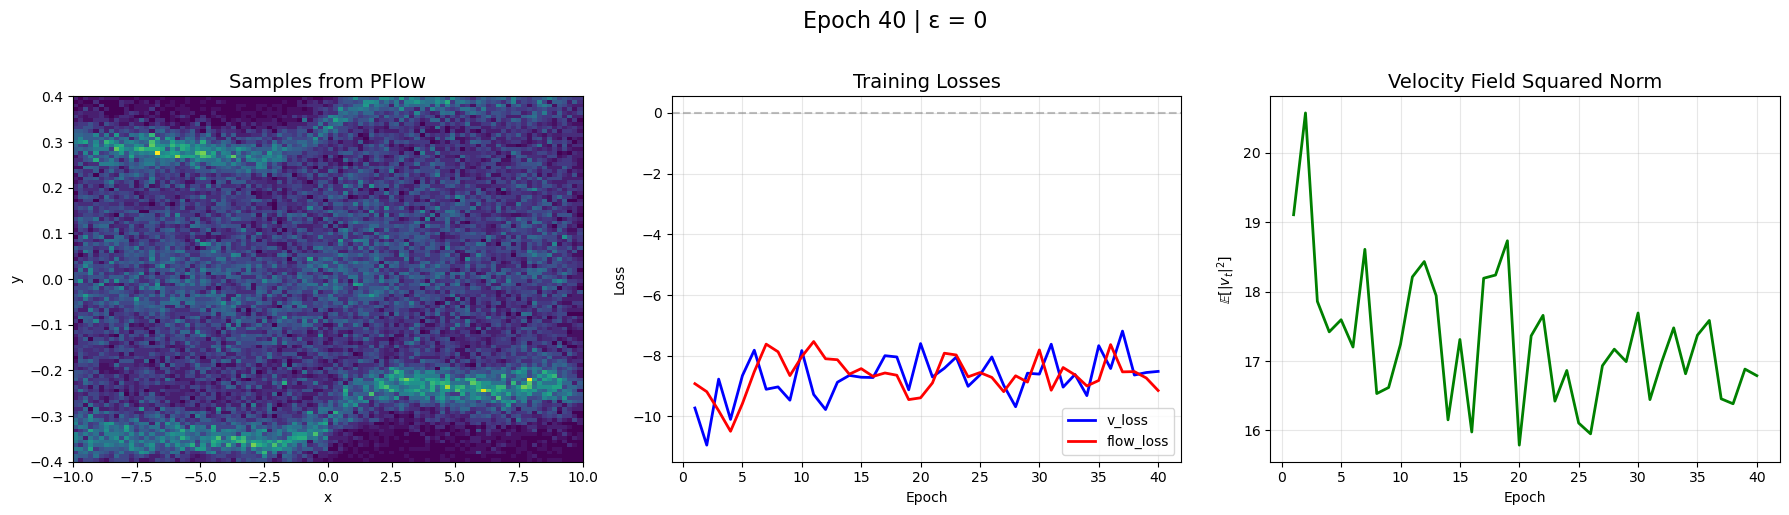 Epoch 40 | ε = 0
Samples from PFlow
0.4
0.3
0.2
0.1
0.0
−0.1
−0.2
−0.3
−0.4
y
−10.0 −7.5 −5.0 −2.5 0.0 2.5 5.0 7.5 10.0
x
Training Losses
0
−2
−4
−6
−8
−10
Loss
v_loss
flow_loss
0 5 10 15 20 25 30 35 40
Epoch
Velocity Field Squared Norm
20
19
18
17
16
𝔼[|v_t|²]
0 5 10 15 20 25 30 35 40
Epoch